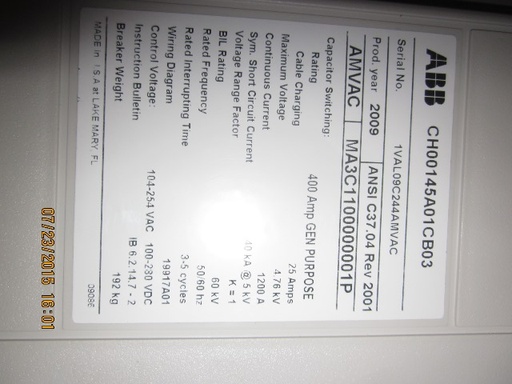 ABB CH00145A01CB03
Serial No. 1VAL09C244AMVAC
Prod. year 2009 ANSI C37.04 Rev 2001
AMVAC MA3C1100000001P
Capacitor Switching:
Rating 400 Amp GEN PURPOSE
Cable Charging 25 Amps
Maximum Voltage 4.76 kV
Continuous Current 1200 A
Sym. Short Circuit Current kA @ 5 kV
Voltage Range Factor K = 1
BIL Rating 60 kV
Rated Frequency 50/60 hz
Rated Interrupting Time 3-5 cycles
Wiring Diagram 19917A01
Control Voltage: 104-254 VAC 100-230 VDC
Instruction Bulletin IB 6.2.14.7 - 2
Breaker Weight 192 kg
MADE IN U.S.A at LAKE MARY, FL 09086
07/23/2015 16:01